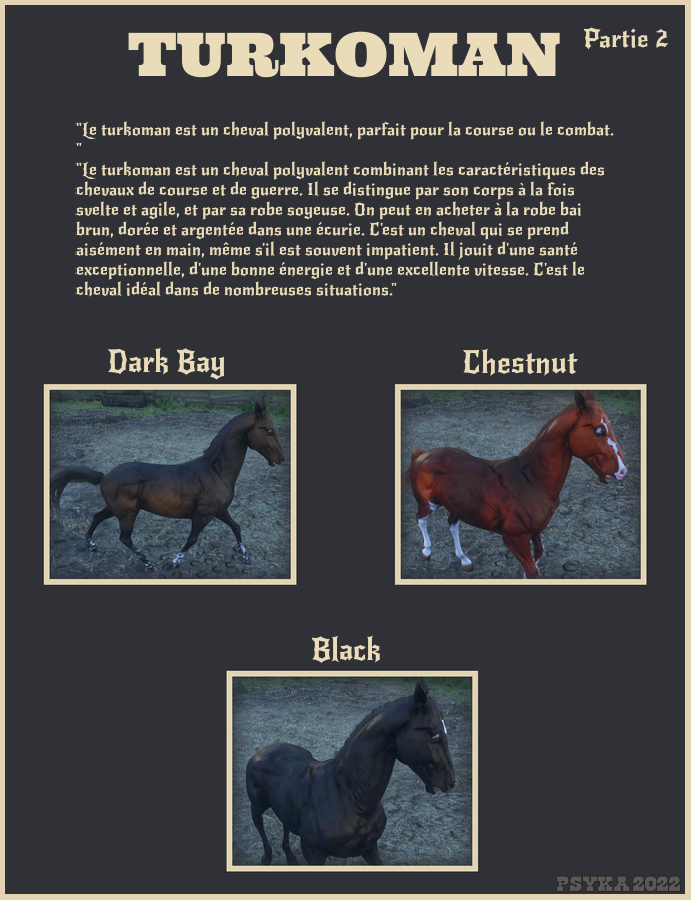 TURKOMAN
Partie 2
"Le turkoman est un cheval polyvalent, parfait pour la course ou le combat.
"
"Le turkoman est un cheval polyvalent combinant les caractéristiques des
chevaux de course et de guerre. Il se distingue par son corps à la fois
svelte et agile, et par sa robe soyeuse. On peut en acheter à la robe bai
brun, dorée et argentée dans une écurie. C'est un cheval qui se prend
aisément en main, même s'il est souvent impatient. Il jouit d'une santé
exceptionnelle, d'une bonne énergie et d'une excellente vitesse. C'est le
cheval idéal dans de nombreuses situations."
Dark Bay
Chestnut
Black
PSYKA 2022